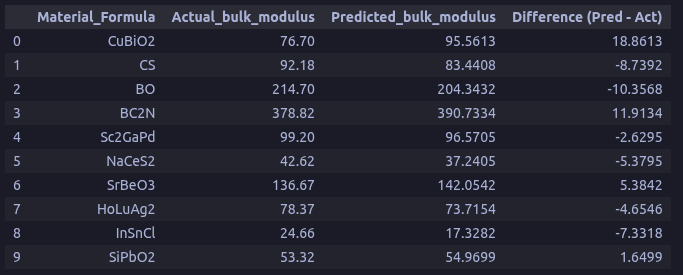 Material_Formula Actual_bulk_modulus Predicted_bulk_modulus Difference (Pred - Act)
0 CuBiO2 76.70 95.5613 18.8613
1 CS 92.18 83.4408 -8.7392
2 BO 214.70 204.3432 -10.3568
3 BC2N 378.82 390.7334 11.9134
4 Sc2GaPd 99.20 96.5705 -2.6295
5 NaCeS2 42.62 37.2405 -5.3795
6 SrBeO3 136.67 142.0542 5.3842
7 HoLuAg2 78.37 73.7154 -4.6546
8 InSnCl 24.66 17.3282 -7.3318
9 SiPbO2 53.32 54.9699 1.6499